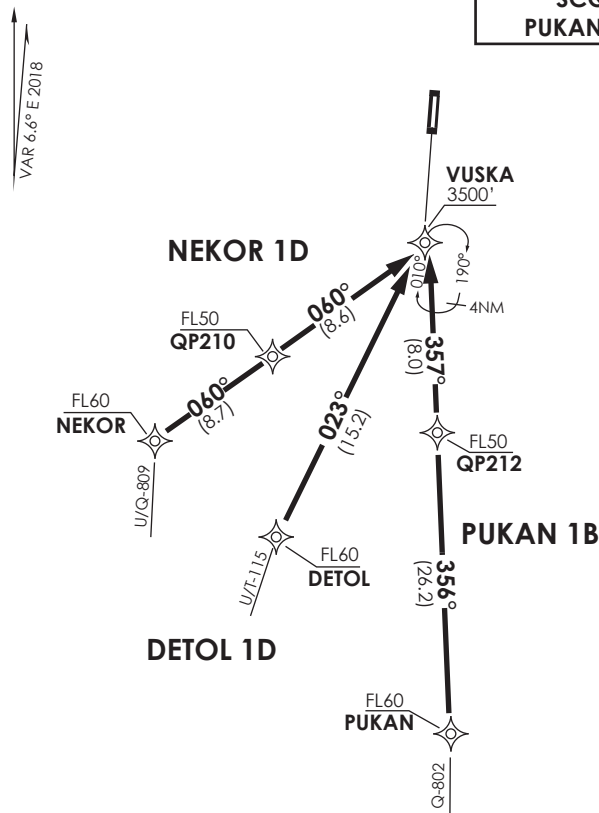 SCQ
PUKAN
VAR 6.6° E 2018
VUSKA
3500'
010°
190°
4NM
NEKOR 1D
060°
(8.6)
FL50
QP210
060°
(8.7)
FL60
NEKOR
U/Q-809
023°
(15.2)
357°
(8.0)
FL50
QP212
PUKAN 1B
FL60
DETOL
U/T-115
DETOL 1D
356°
(26.2)
FL60
PUKAN
Q-802